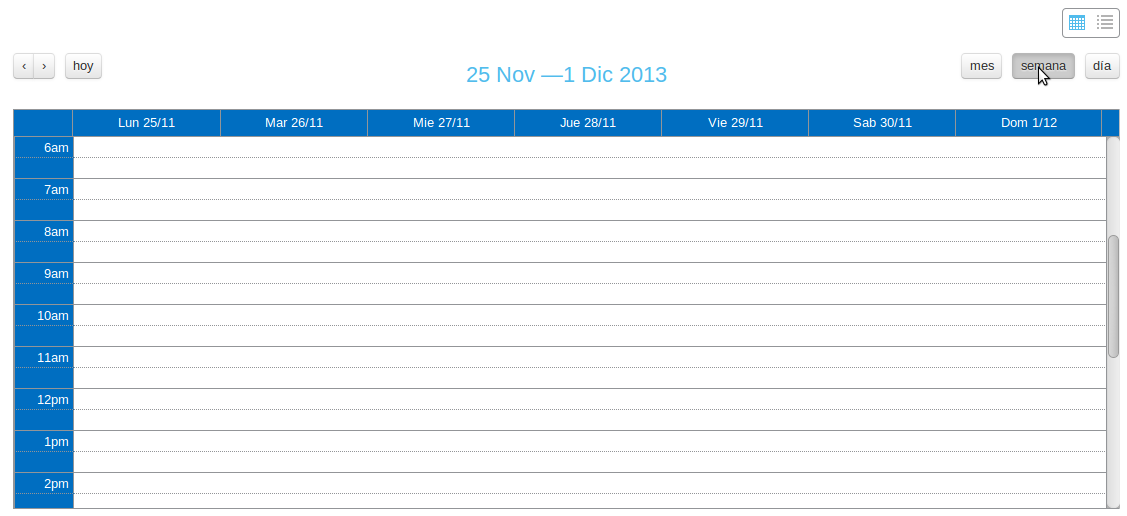 ‹ › hoy
25 Nov —1 Dic 2013
mes semana día
Lun 25/11 Mar 26/11 Mie 27/11 Jue 28/11 Vie 29/11 Sab 30/11 Dom 1/12
6am
7am
8am
9am
10am
11am
12pm
1pm
2pm